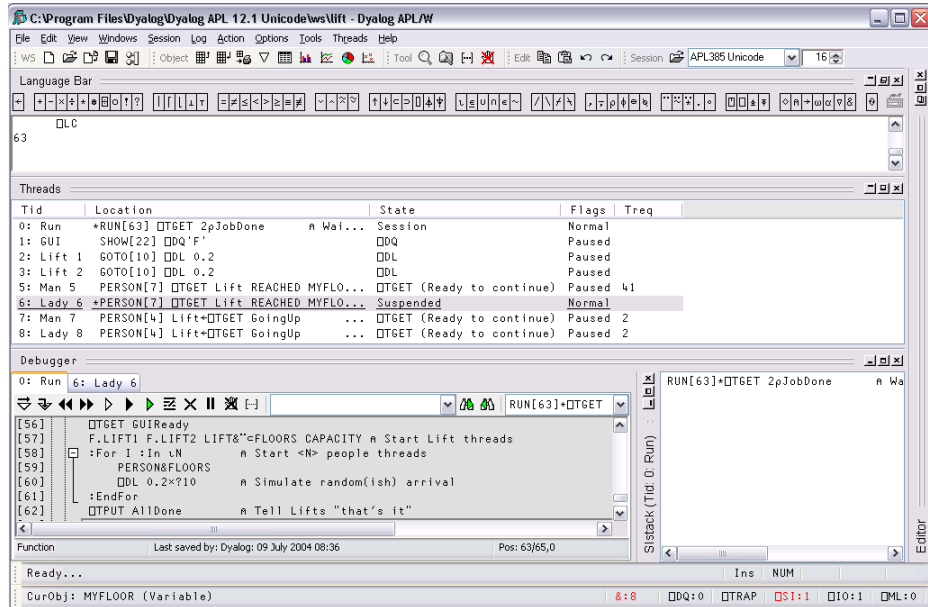 C:\Program Files\Dyalog\Dyalog APL 12.1 Unicode\ws\lift - Dyalog APL/W
File Edit View Windows Session Log Action Options Tools Threads Help
WS Object Tool Edit Session APL385 Unicode 16
Language Bar
← + - × ÷ * ⍟ ⌹ ○ ! ? | ⌈ ⌊ ⊥ ⊤ = ≠ ≤ < > ≥ ≡ ≢ ∨ ∧ ⍱ ⍲ ↑ ↓ ⊂ ⊃ ⌷ ⍋ ⍒ ⍳ ⍷ ∪ ∩ ∊ ~ / \ ⌿ ⍀ , ⍪ ⍴ ⌽ ⊖ ⍉ ¨ ⍨ ⍣ . ∘ ⍞ ⎕ ⍎ ⍕ ⋄ ⍝ → ⍵ ⍺ ∇ & ⍬
⎕LC
63
Threads
Tid Location State Flags Treq
0: Run *RUN[63] ⎕TGET 2⍴JobDone ⍝ Wai... Session Normal
1: GUI SHOW[22] ⎕DQ'F' ⎕DQ Paused
2: Lift 1 GOTO[10] ⎕DL 0.2 ⎕DL Paused
3: Lift 2 GOTO[10] ⎕DL 0.2 ⎕DL Paused
5: Man 5 PERSON[7] ⎕TGET Lift REACHED MYFLO... ⎕TGET (Ready to continue) Paused 41
6: Lady 6 *PERSON[7] ⎕TGET Lift REACHED MYFLO... Suspended Normal
7: Man 7 PERSON[4] Lift←⎕TGET GoingUp ... ⎕TGET (Ready to continue) Paused 2
8: Lady 8 PERSON[4] Lift←⎕TGET GoingUp ... ⎕TGET (Ready to continue) Paused 2
Debugger
0: Run 6: Lady 6
RUN[63]*⎕TGET
[56] ⎕TGET GUIReady
[57] F.LIFT1 F.LIFT2 LIFT&¨⊂FLOORS CAPACITY ⍝ Start Lift threads
[58] :For I :In ⍳N ⍝ Start <N> people threads
[59] PERSON&FLOORS
[60] ⎕DL 0.2×?10 ⍝ Simulate random(ish) arrival
[61] :EndFor
[62] ⎕TPUT AllDone ⍝ Tell Lifts "that's it"
Function Last saved by: Dyalog: 09 July 2004 08:36 Pos: 63/65,0
SIstack (Tid: 0: Run)
RUN[63]*⎕TGET 2⍴JobDone ⍝ Wa
Editor
Ready... Ins NUM
CurObj: MYFLOOR (Variable) &:8 ⎕DQ:0 ⎕TRAP ⎕SI:1 ⎕IO:1 ⎕ML:0